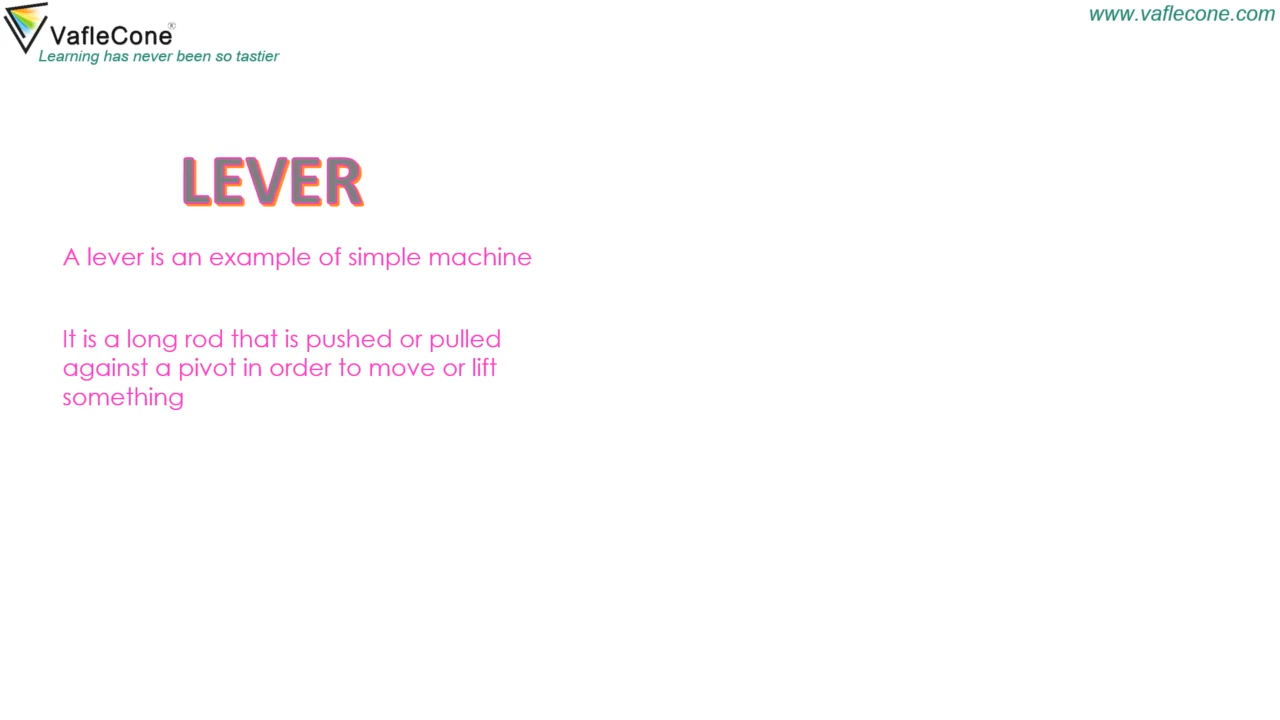 VafleCone®
Learning has never been so tastier
www.vaflecone.com
LEVER
A lever is an example of simple machine
It is a long rod that is pushed or pulled
against a pivot in order to move or lift
something